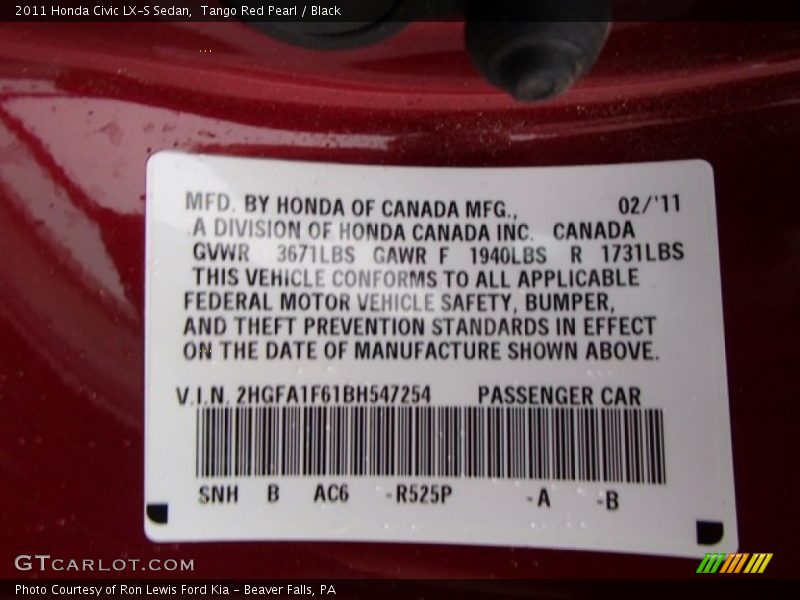 2011 Honda Civic LX-S Sedan,  Tango Red Pearl / Black
MFD. BY HONDA OF CANADA MFG., 02/'11
A DIVISION OF HONDA CANADA INC. CANADA
GVWR 3671LBS GAWR F 1940LBS R 1731LBS
THIS VEHICLE CONFORMS TO ALL APPLICABLE
FEDERAL MOTOR VEHICLE SAFETY, BUMPER,
AND THEFT PREVENTION STANDARDS IN EFFECT
ON THE DATE OF MANUFACTURE SHOWN ABOVE.
V.I.N. 2HGFA1F61BH547254 PASSENGER CAR
SNH B AC6 -R525P -A -B
GTCARLOT.COM
Photo Courtesy of Ron Lewis Ford Kia - Beaver Falls, PA